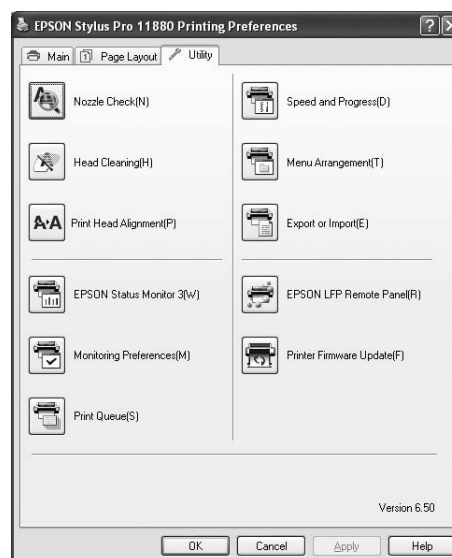 EPSON Stylus Pro 11880 Printing Preferences
Main
Page Layout
Utility
Nozzle Check(N)
Speed and Progress(D)
Head Cleaning(H)
Menu Arrangement(T)
Print Head Alignment(P)
Export or Import(E)
EPSON Status Monitor 3(W)
EPSON LFP Remote Panel(R)
Monitoring Preferences(M)
Printer Firmware Update(F)
Print Queue(S)
Version 6.50
OK
Cancel
Apply
Help